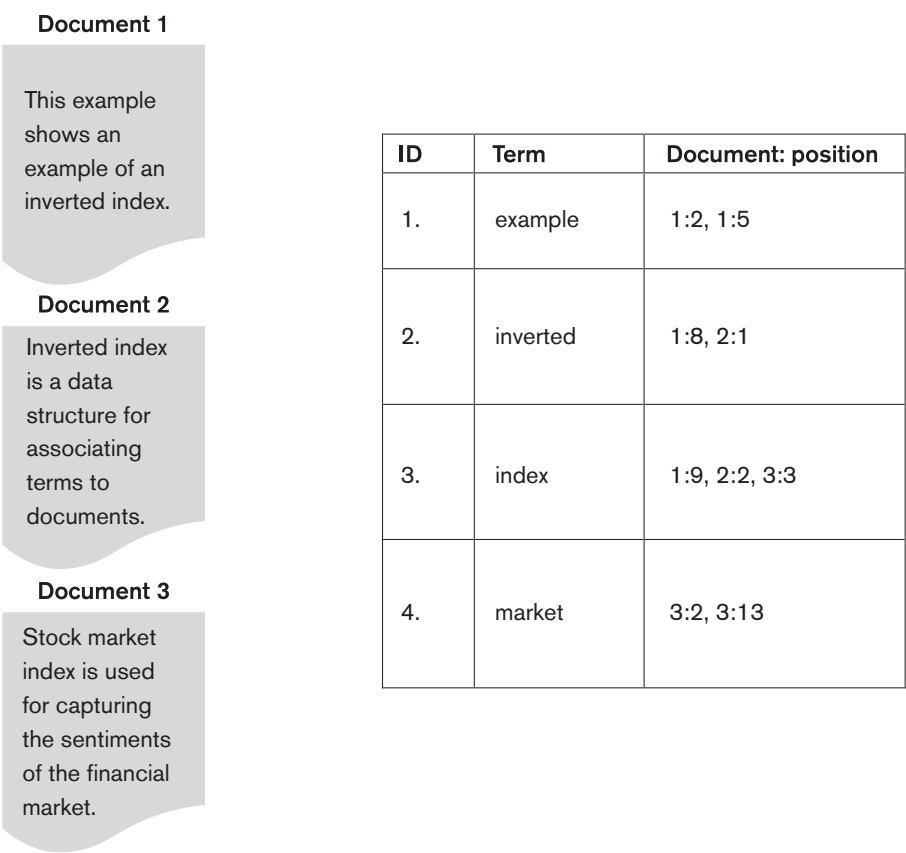 Document 1
This example
shows an
example of an
inverted index.
Document 2
Inverted index
is a data
structure for
associating
terms to
documents.
Document 3
Stock market
index is used
for capturing
the sentiments
of the financial
market.
ID Term Document: position
1. example 1:2, 1:5
2. inverted 1:8, 2:1
3. index 1:9, 2:2, 3:3
4. market 3:2, 3:13